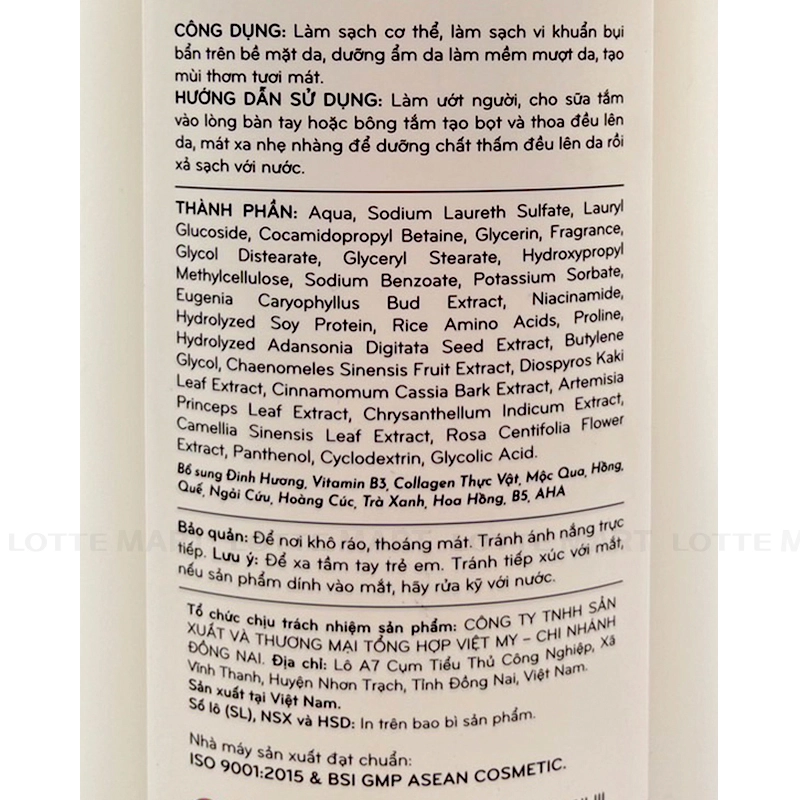 CÔNG DỤNG: Làm sạch cơ thể, làm sạch vi khuẩn bụi
bẩn trên bề mặt da, dưỡng ẩm da làm mềm mượt da, tạo
mùi thơm tươi mát.
HƯỚNG DẪN SỬ DỤNG: Làm ướt người, cho sữa tắm
vào lòng bàn tay hoặc bông tắm tạo bọt và thoa đều lên
da, mát xa nhẹ nhàng để dưỡng chất thấm đều lên da rồi
xả sạch với nước.
THÀNH PHẦN: Aqua, Sodium Laureth Sulfate, Lauryl
Glucoside, Cocamidopropyl Betaine, Glycerin, Fragrance,
Glycol Distearate, Glyceryl Stearate, Hydroxypropyl
Methylcellulose, Sodium Benzoate, Potassium Sorbate,
Eugenia Caryophyllus Bud Extract, Niacinamide,
Hydrolyzed Soy Protein, Rice Amino Acids, Proline,
Hydrolyzed Adansonia Digitata Seed Extract, Butylene
Glycol, Chaenomeles Sinensis Fruit Extract, Diospyros Kaki
Leaf Extract, Cinnamomum Cassia Bark Extract, Artemisia
Princeps Leaf Extract, Chrysanthellum Indicum Extract,
Camellia Sinensis Leaf Extract, Rosa Centifolia Flower
Extract, Panthenol, Cyclodextrin, Glycolic Acid.
Bổ sung Đinh Hương, Vitamin B3, Collagen Thực Vật, Mộc Qua, Hồng,
Quế, Ngải Cứu, Hoàng Cúc, Trà Xanh, Hoa Hồng, B5, AHA
Bảo quản: Để nơi khô ráo, thoáng mát. Tránh ánh nắng trực
tiếp. Lưu ý: Để xa tầm tay trẻ em. Tránh tiếp xúc với mắt,
nếu sản phẩm dính vào mắt, hãy rửa kỹ với nước.
LOTTE MART
LOTTE M
Tổ chức chịu trách nhiệm sản phẩm: CÔNG TY TNHH SẢN
XUẤT VÀ THƯƠNG MẠI TỔNG HỢP VIỆT MY – CHI NHÁNH
ĐỒNG NAI. Địa chỉ: Lô A7 Cụm Tiểu Thủ Công Nghiệp, Xã
Vĩnh Thanh, Huyện Nhơn Trạch, Tỉnh Đồng Nai, Việt Nam.
Sản xuất tại Việt Nam.
Số lô (SL), NSX và HSD: In trên bao bì sản phẩm.
Nhà máy sản xuất đạt chuẩn:
ISO 9001:2015 & BSI GMP ASEAN COSMETIC.